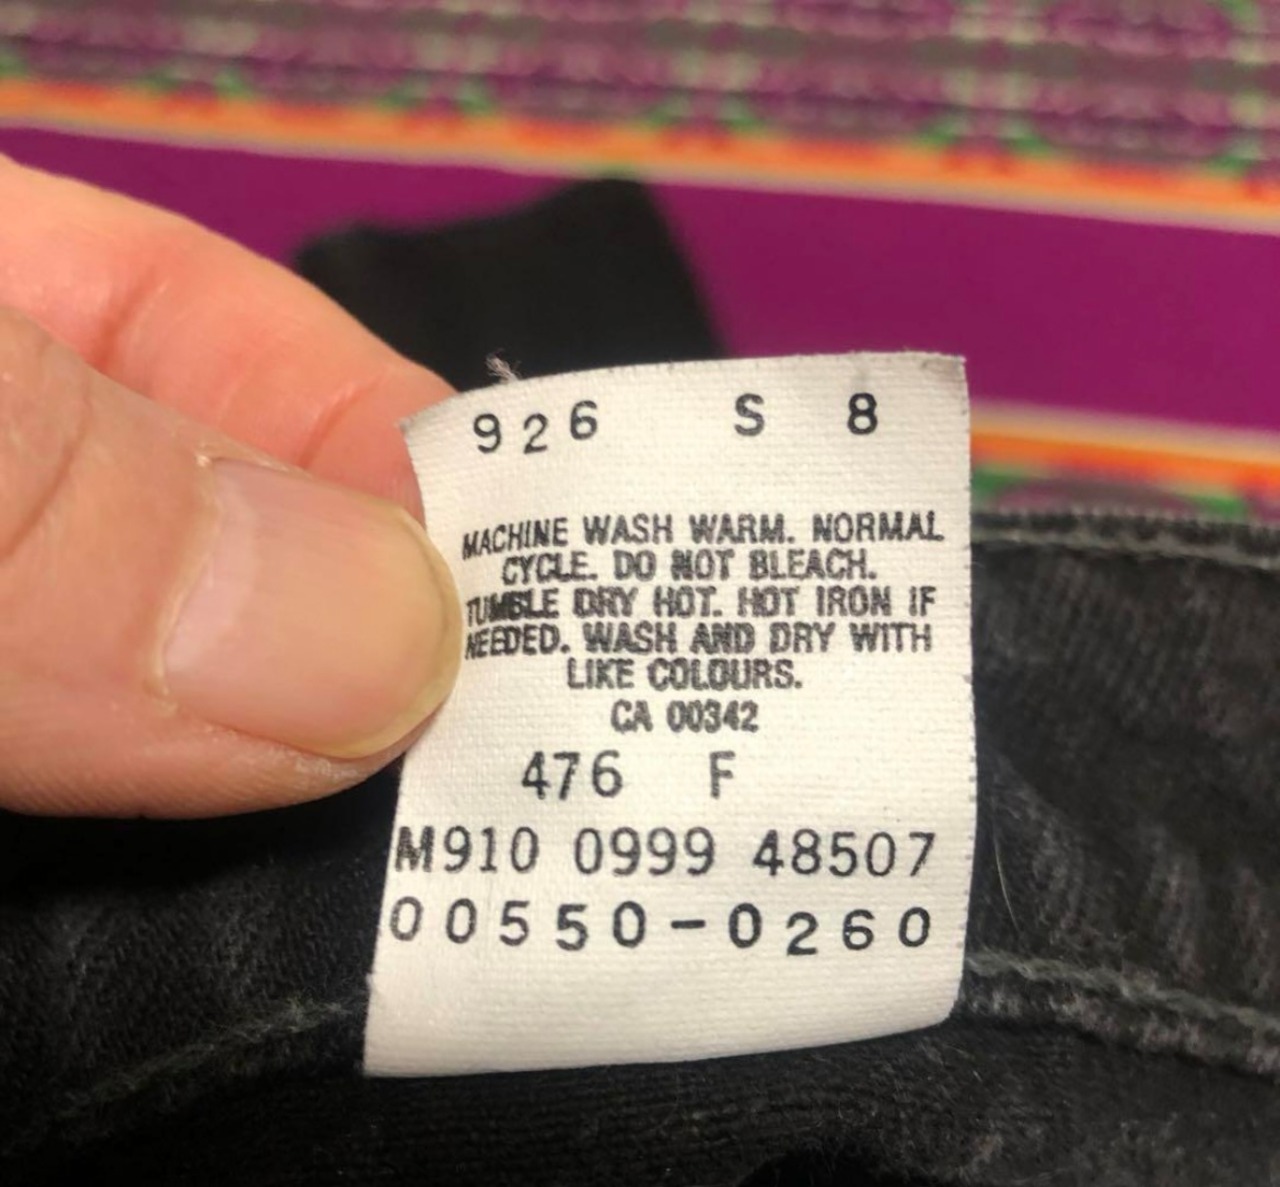 926 S 8
MACHINE WASH WARM. NORMAL
CYCLE. DO NOT BLEACH.
TUMBLE DRY HOT. HOT IRON IF
NEEDED. WASH AND DRY WITH
LIKE COLOURS.
CA 00342
476 F
M910 0999 48507
00550-0260